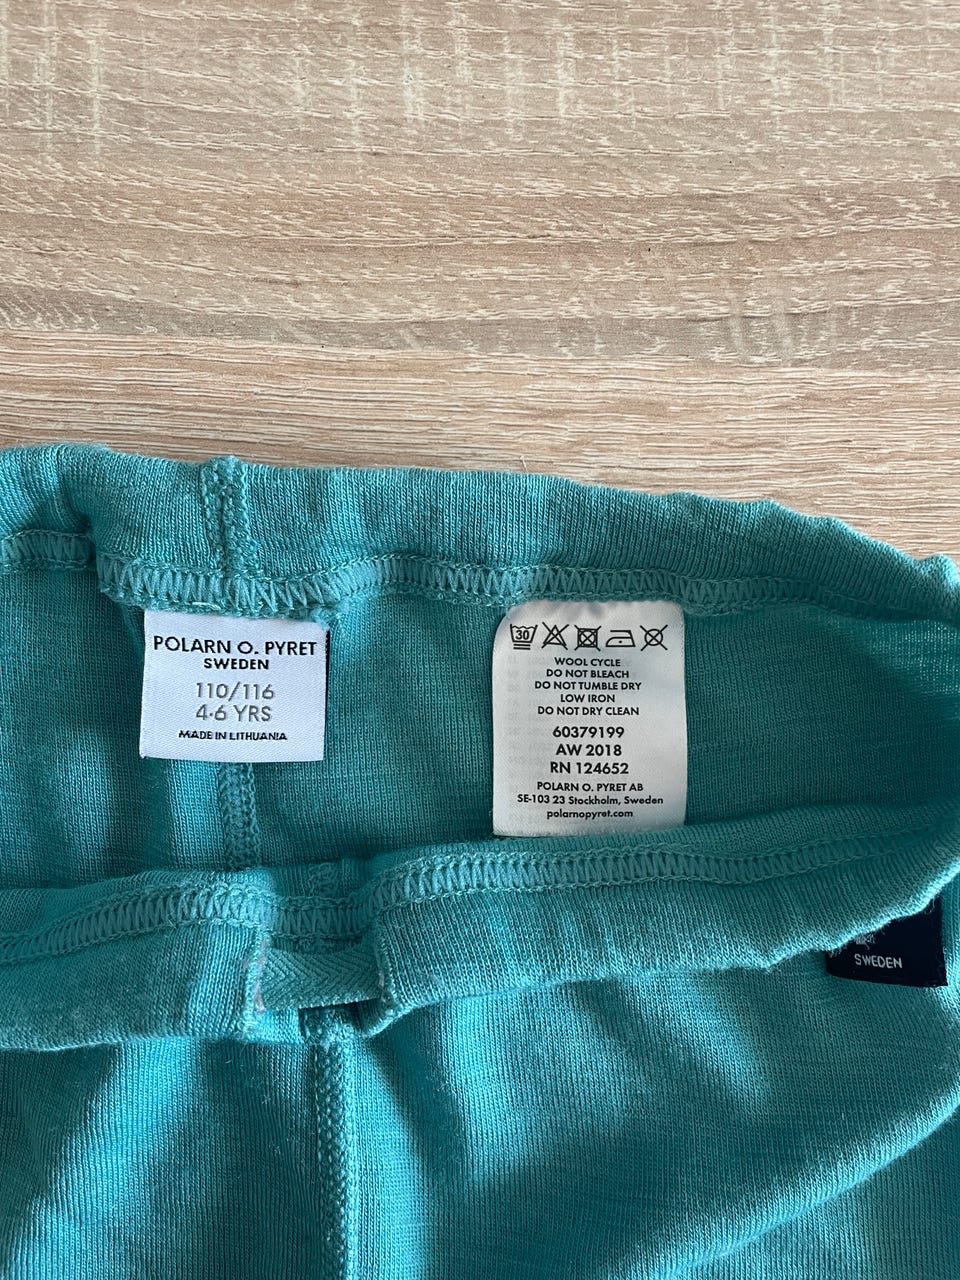 POLARN O. PYRET
SWEDEN
110/116
4-6 YRS
MADE IN LITHUANIA
30
WOOL CYCLE
DO NOT BLEACH
DO NOT TUMBLE DRY
LOW IRON
DO NOT DRY CLEAN
60379199
AW 2018
RN 124652
POLARN O. PYRET AB
SE-103 23 Stockholm, Sweden
polarnopyret.com
SWEDEN